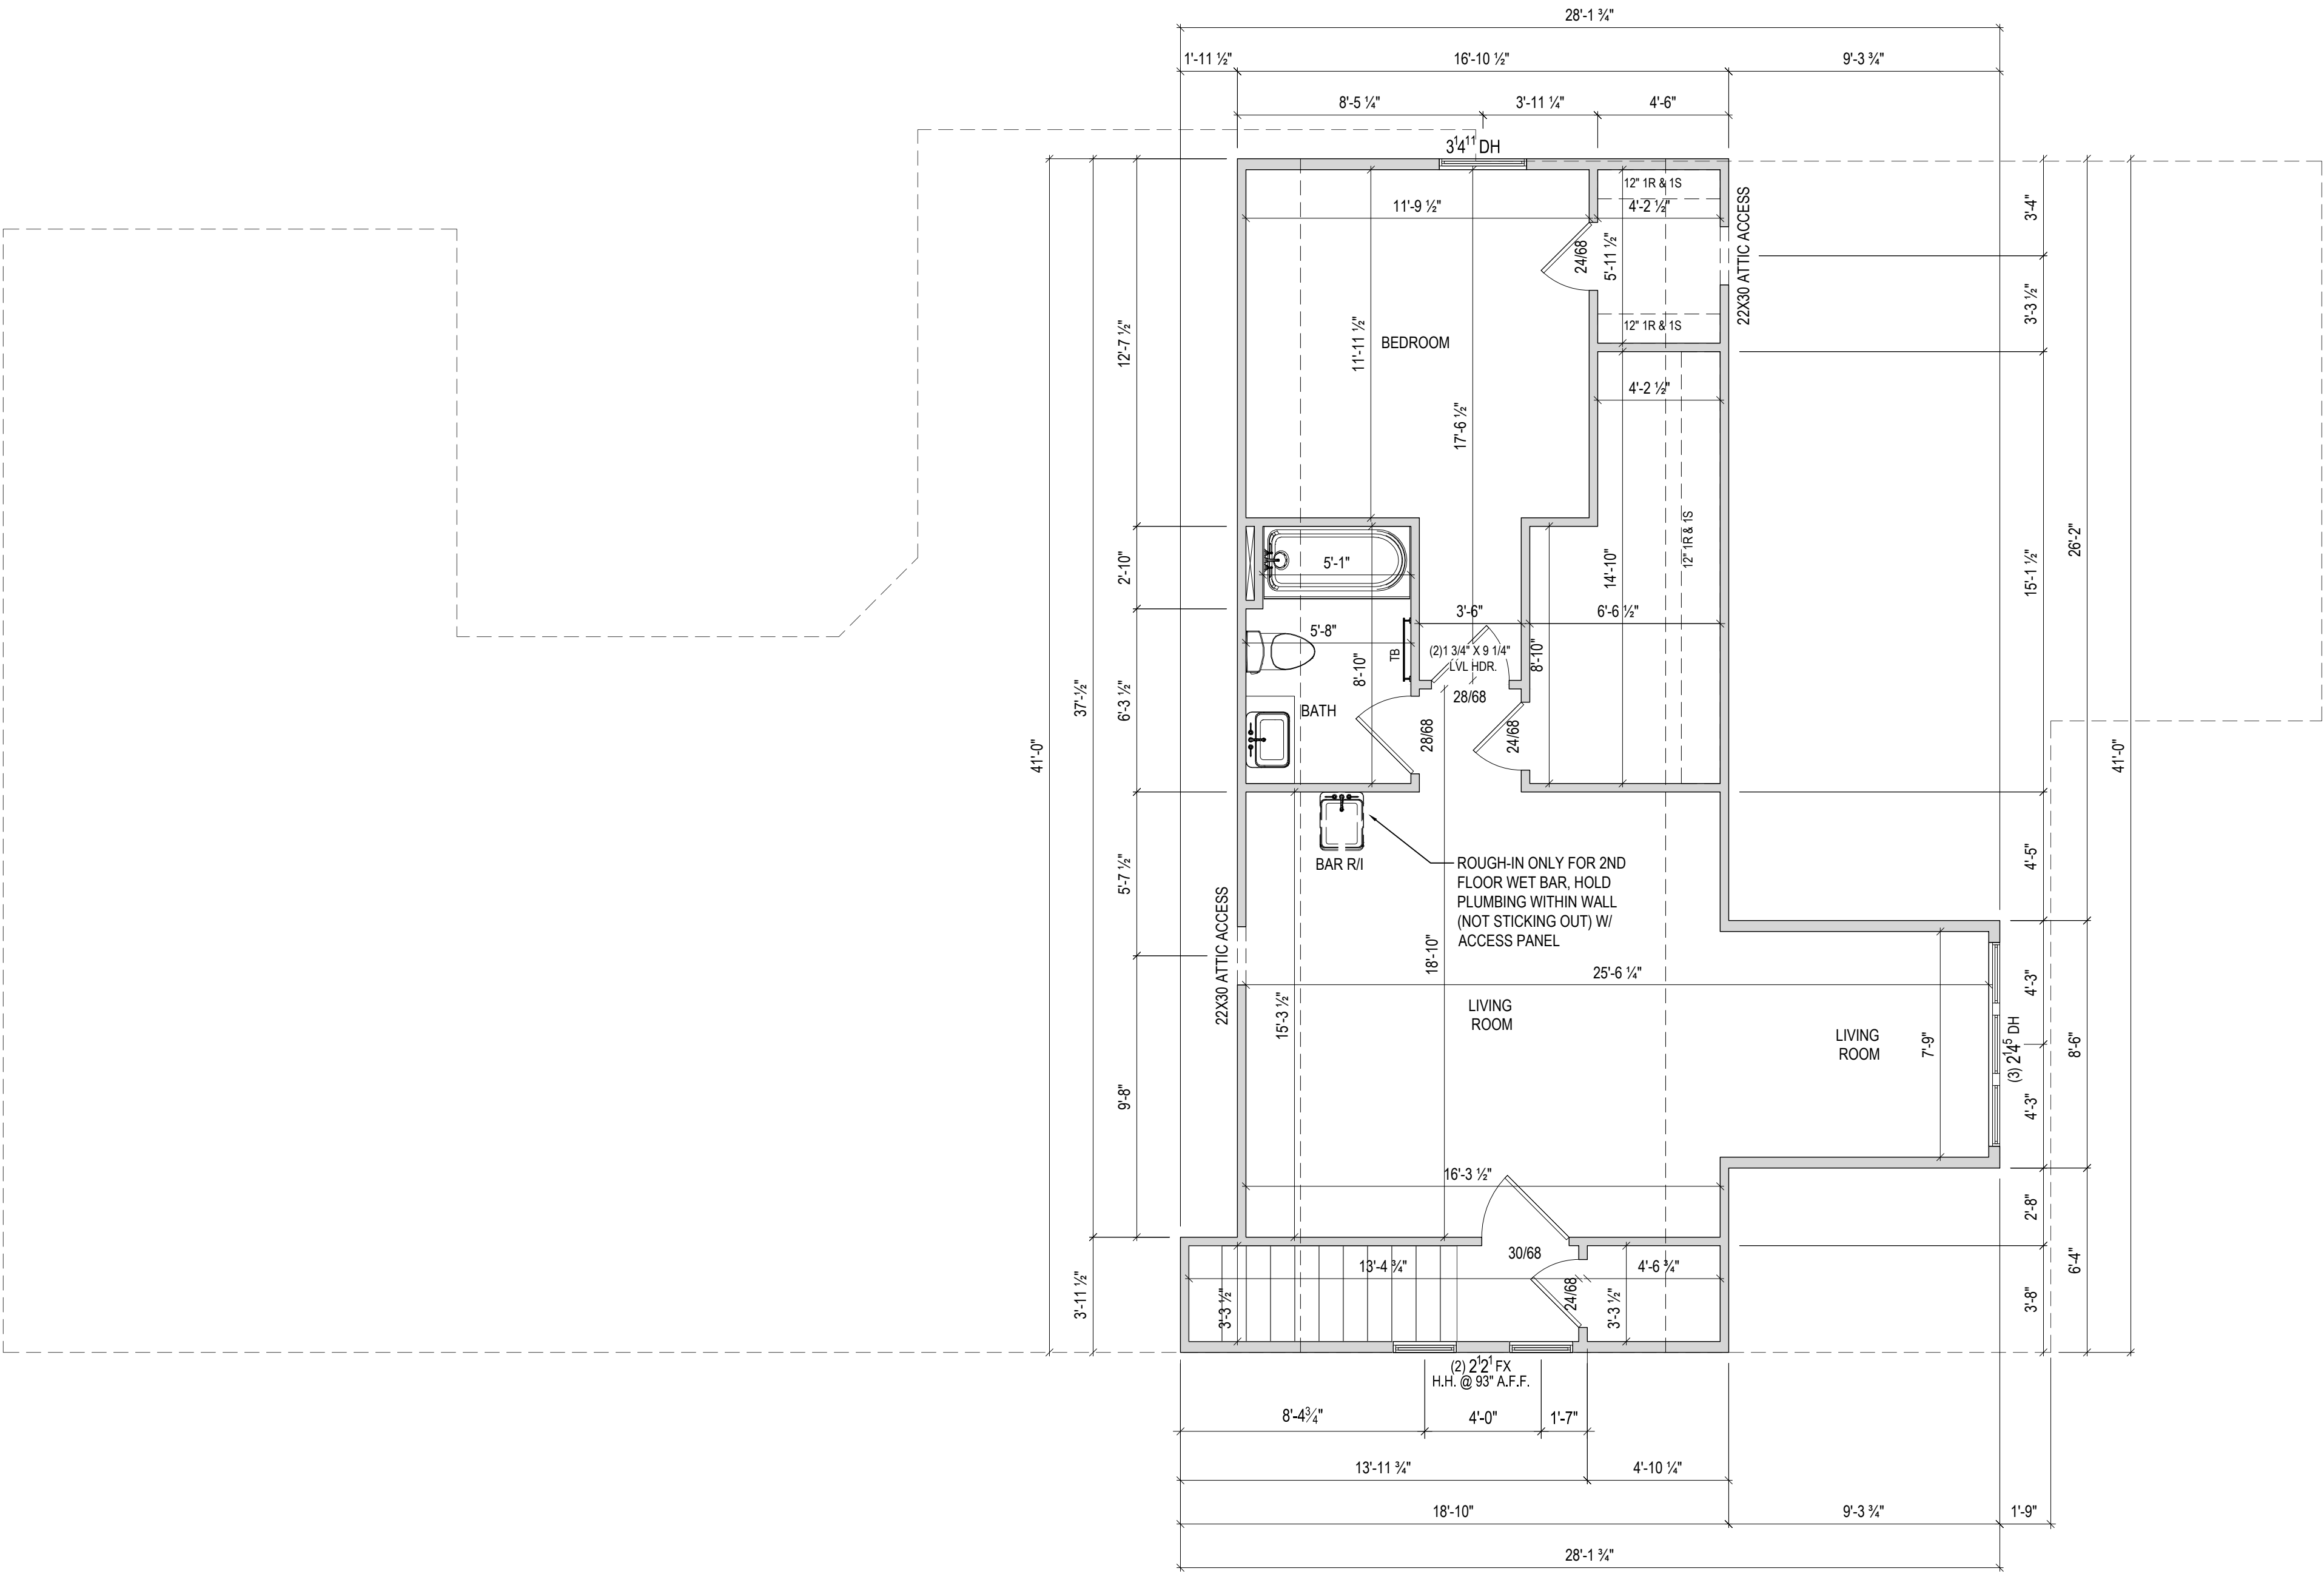 28'-1 ¾"
1'-11 ½"
16'-10 ½"
9'-3 ¾"
8'-5 ¼"
3'-11 ¼"
4'-6"
3¹4¹¹ DH
12" 1R & 1S
11'-9 ½"
4'-2 ½"
22X30 ATTIC ACCESS
3'-4"
24/68
5'-11 ½"
3'-3 ½"
12" 1R & 1S
12'-7 ½"
11'-11 ½"
BEDROOM
4'-2 ½"
17'-6 ½"
26'-2"
12" 1R & 1S
2'-10"
5'-1"
14'-10"
15'-1 ½"
3'-6"
6'-6 ½"
5'-8"
TB
(2)1 3/4" X 9 1/4"
LVL HDR.
8'-10"
8'-10"
37'-½"
6'-3 ½"
28/68
BATH
28/68
24/68
41'-0"
41'-0"
BAR R/I
ROUGH-IN ONLY FOR 2ND
FLOOR WET BAR, HOLD
PLUMBING WITHIN WALL
(NOT STICKING OUT) W/
ACCESS PANEL
5'-7 ½"
4'-5"
22X30 ATTIC ACCESS
18'-10"
25'-6 ¼"
4'-3"
15'-3 ½"
LIVING
ROOM
LIVING
ROOM
7'-9"
(3) 2¹4⁵ DH
8'-6"
9'-8"
4'-3"
16'-3 ½"
2'-8"
30/68
6'-4"
13'-4 ¾"
4'-6 ¾"
3'-11 ½"
3'-3 ½"
24/68
3'-3 ½"
3'-8"
(2) 2¹2¹ FX
H.H. @ 93" A.F.F.
8'-4¾"
4'-0"
1'-7"
13'-11 ¾"
4'-10 ¼"
18'-10"
9'-3 ¾"
1'-9"
28'-1 ¾"